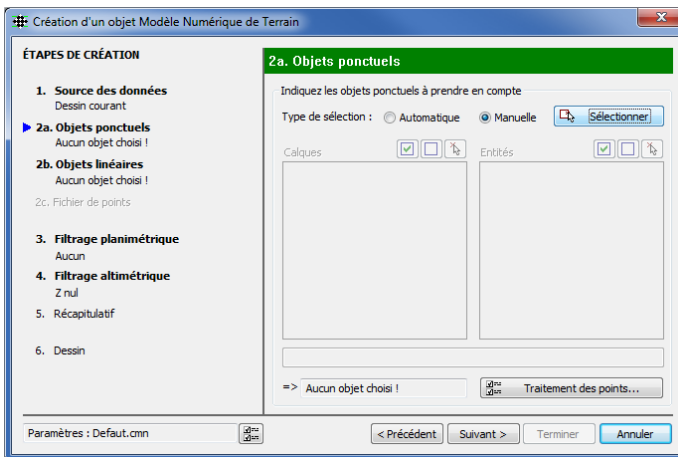 Création d'un objet Modèle Numérique de Terrain
ÉTAPES DE CRÉATION
1. Source des données
Dessin courant
2a. Objets ponctuels
Aucun objet choisi !
2b. Objets linéaires
Aucun objet choisi !
2c. Fichier de points
3. Filtrage planimétrique
Aucun
4. Filtrage altimétrique
Z nul
5. Récapitulatif
6. Dessin
2a. Objets ponctuels
Indiquez les objets ponctuels à prendre en compte
Type de sélection : Automatique Manuelle Sélectionner
Calques Entités
=> Aucun objet choisi ! Traitement des points...
Paramètres : Defaut.cmn < Précédent Suivant > Terminer Annuler